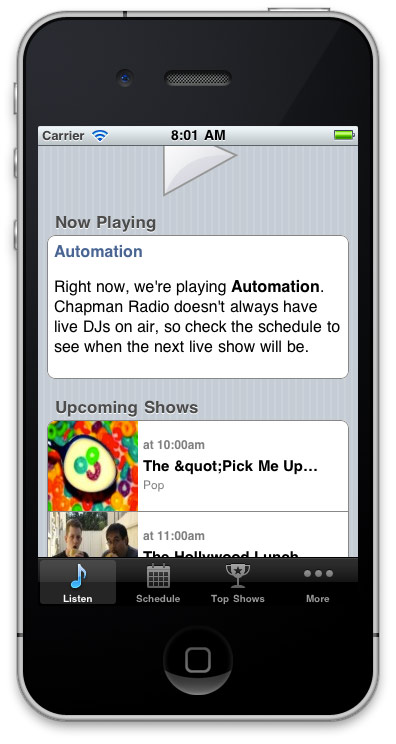 Carrier 8:01 AM
Now Playing
Automation
Right now, we're playing Automation.
Chapman Radio doesn't always have
live DJs on air, so check the schedule to
see when the next live show will be.
Upcoming Shows
at 10:00am
The &quot;Pick Me Up...
Pop
at 11:00am
The Hollywood Lunch
Listen Schedule Top Shows More